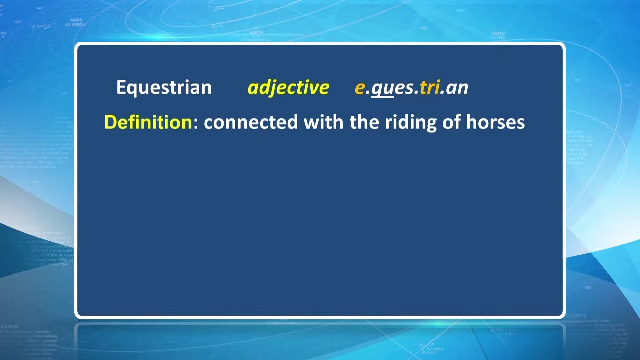 Equestrian adjective e.ques.tri.an
Definition: connected with the riding of horses